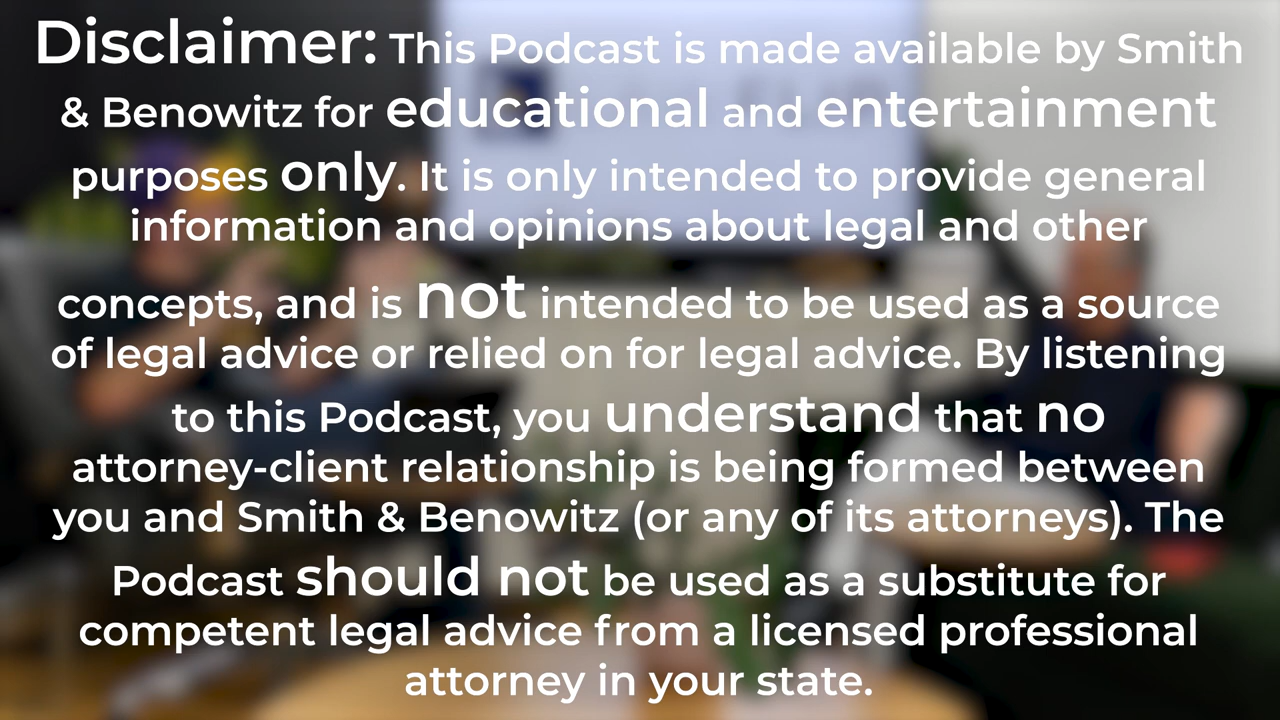 Disclaimer: This Podcast is made available by Smith
& Benowitz for educational and entertainment
purposes only. It is only intended to provide general
information and opinions about legal and other
concepts, and is not intended to be used as a source
of legal advice or relied on for legal advice. By listening
to this Podcast, you understand that no
attorney-client relationship is being formed between
you and Smith & Benowitz (or any of its attorneys). The
Podcast should not be used as a substitute for
competent legal advice from a licensed professional
attorney in your state.